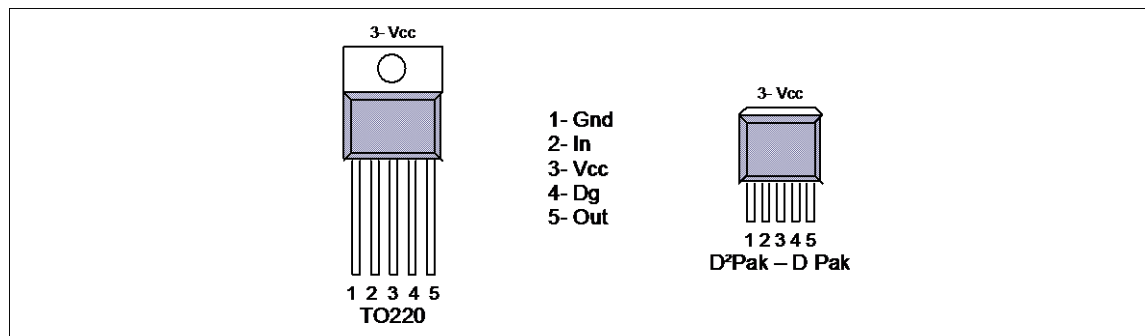 3- Vcc
1 2 3 4 5
TO220
1- Gnd
2- In
3- Vcc
4- Dg
5- Out
3- Vcc
1 2 3 4 5
D²Pak – D Pak